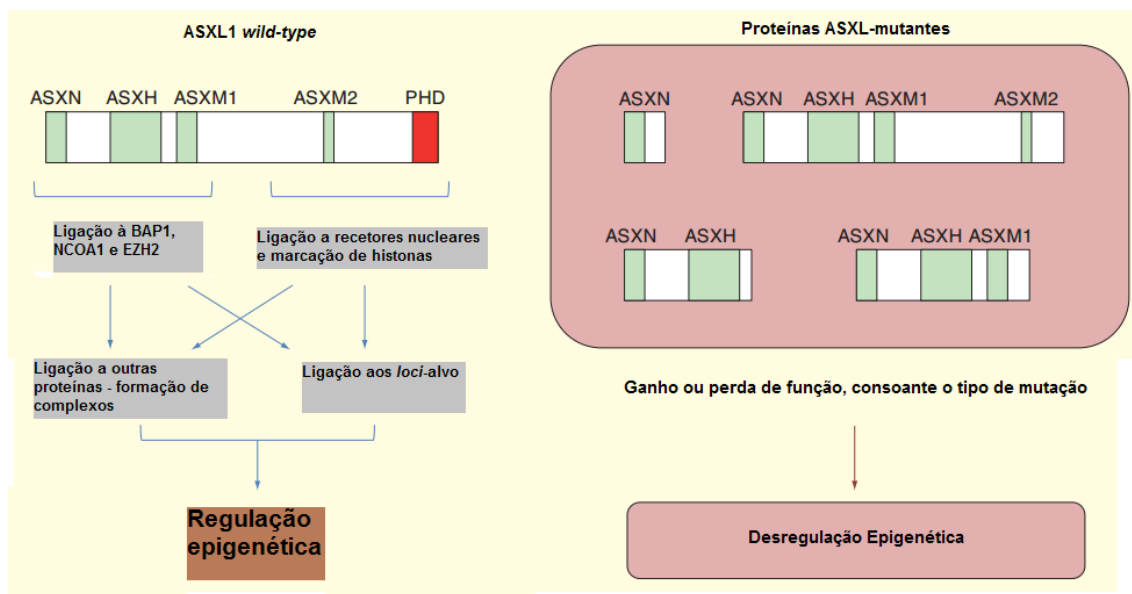 ASXL1 wild-type
ASXN ASXH ASXM1 ASXM2 PHD
Ligação à BAP1,
NCOA1 e EZH2
Ligação a recetores nucleares
e marcação de histonas
Ligação a outras
proteínas - formação de
complexos
Ligação aos loci-alvo
Regulação
epigenética
Proteínas ASXL-mutantes
ASXN
ASXN ASXH ASXM1 ASXM2
ASXN ASXH
ASXN ASXH ASXM1
Ganho ou perda de função, consoante o tipo de mutação
Desregulação Epigenética